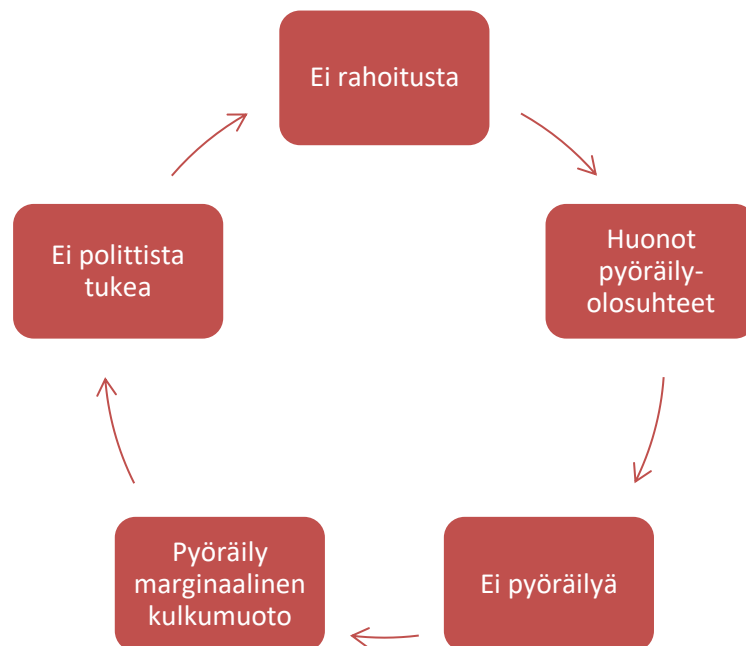 Ei rahoitusta
Huonot
pyöräily-
olosuhteet
Ei pyöräilyä
Pyöräily
marginaalinen
kulkumuoto
Ei polittista
tukea